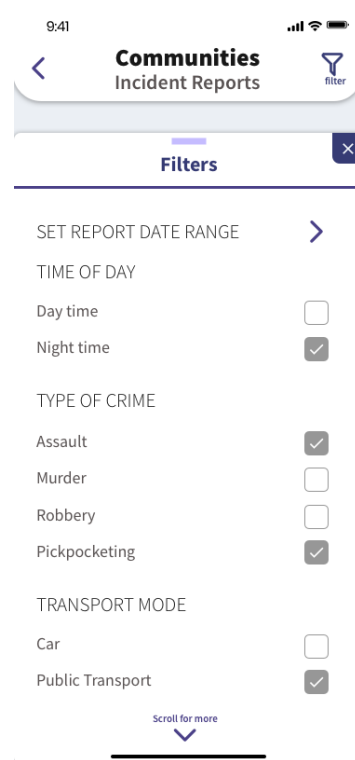 9:41
Communities
Incident Reports
filter
Filters
SET REPORT DATE RANGE
TIME OF DAY
Day time
Night time
TYPE OF CRIME
Assault
Murder
Robbery
Pickpocketing
TRANSPORT MODE
Car
Public Transport
Scroll for more